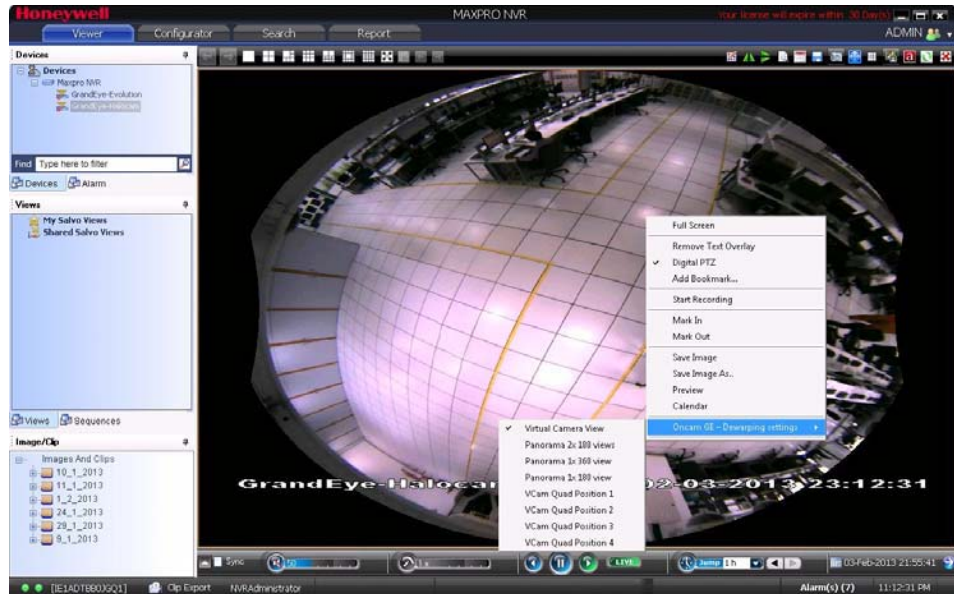 Honeywell
MAXPRO NVR
Your license will expire within 30 Day(s)
Viewer
Configurator
Search
Report
ADMIN
Devices
Devices
Maxpro NVR
GrandEye-Evolution
GrandEye-Halocam
Find
Type here to filter
Devices
Alarm
Views
My Salvo Views
Shared Salvo Views
Views
Sequences
Image/Clip
Images And Clips
10_1_2013
11_1_2013
1_2_2013
24_1_2013
29_1_2013
9_1_2013
Full Screen
Remove Text Overlay
Digital PTZ
Add Bookmark...
Start Recording
Mark In
Mark Out
Save Image
Save Image As..
Preview
Calendar
Oncam GE - Dewarping settings
Virtual Camera View
Panorama 2x 180 views
Panorama 1x 360 view
Panorama 1x 180 view
VCam Quad Position 1
VCam Quad Position 2
VCam Quad Position 3
VCam Quad Position 4
GrandEye-Halocam
02-03-2013 23:12:31
Sync
50
1 x
LIVE
Jump
1 h
03-Feb-2013 21:55:41
[IE1ADTBB0JGQ1]
Clip Export
NVRAdministrator
Alarm(s) (7)
11:12:31 PM